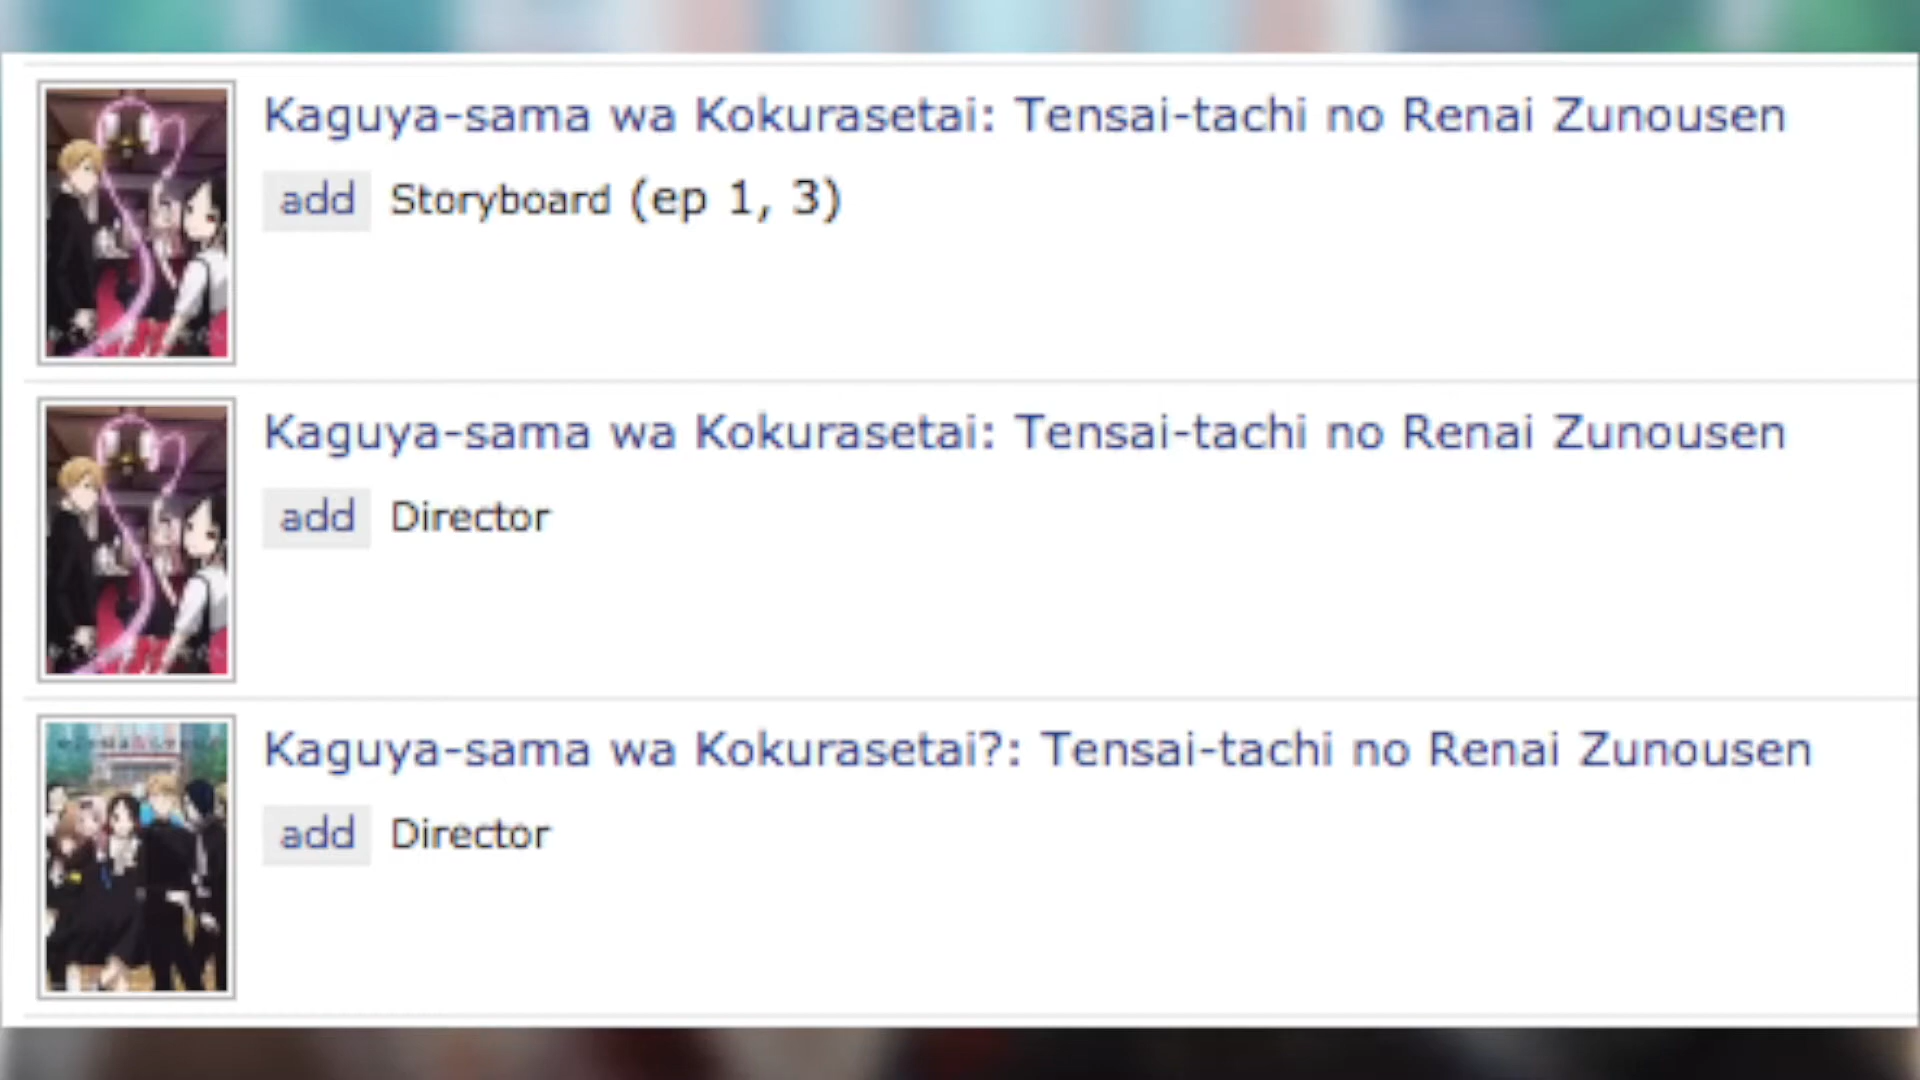 Kaguya-sama wa Kokurasetai: Tensai-tachi no Renai Zunousen
add Storyboard (ep 1, 3)
Kaguya-sama wa Kokurasetai: Tensai-tachi no Renai Zunousen
add Director
Kaguya-sama wa Kokurasetai?: Tensai-tachi no Renai Zunousen
add Director